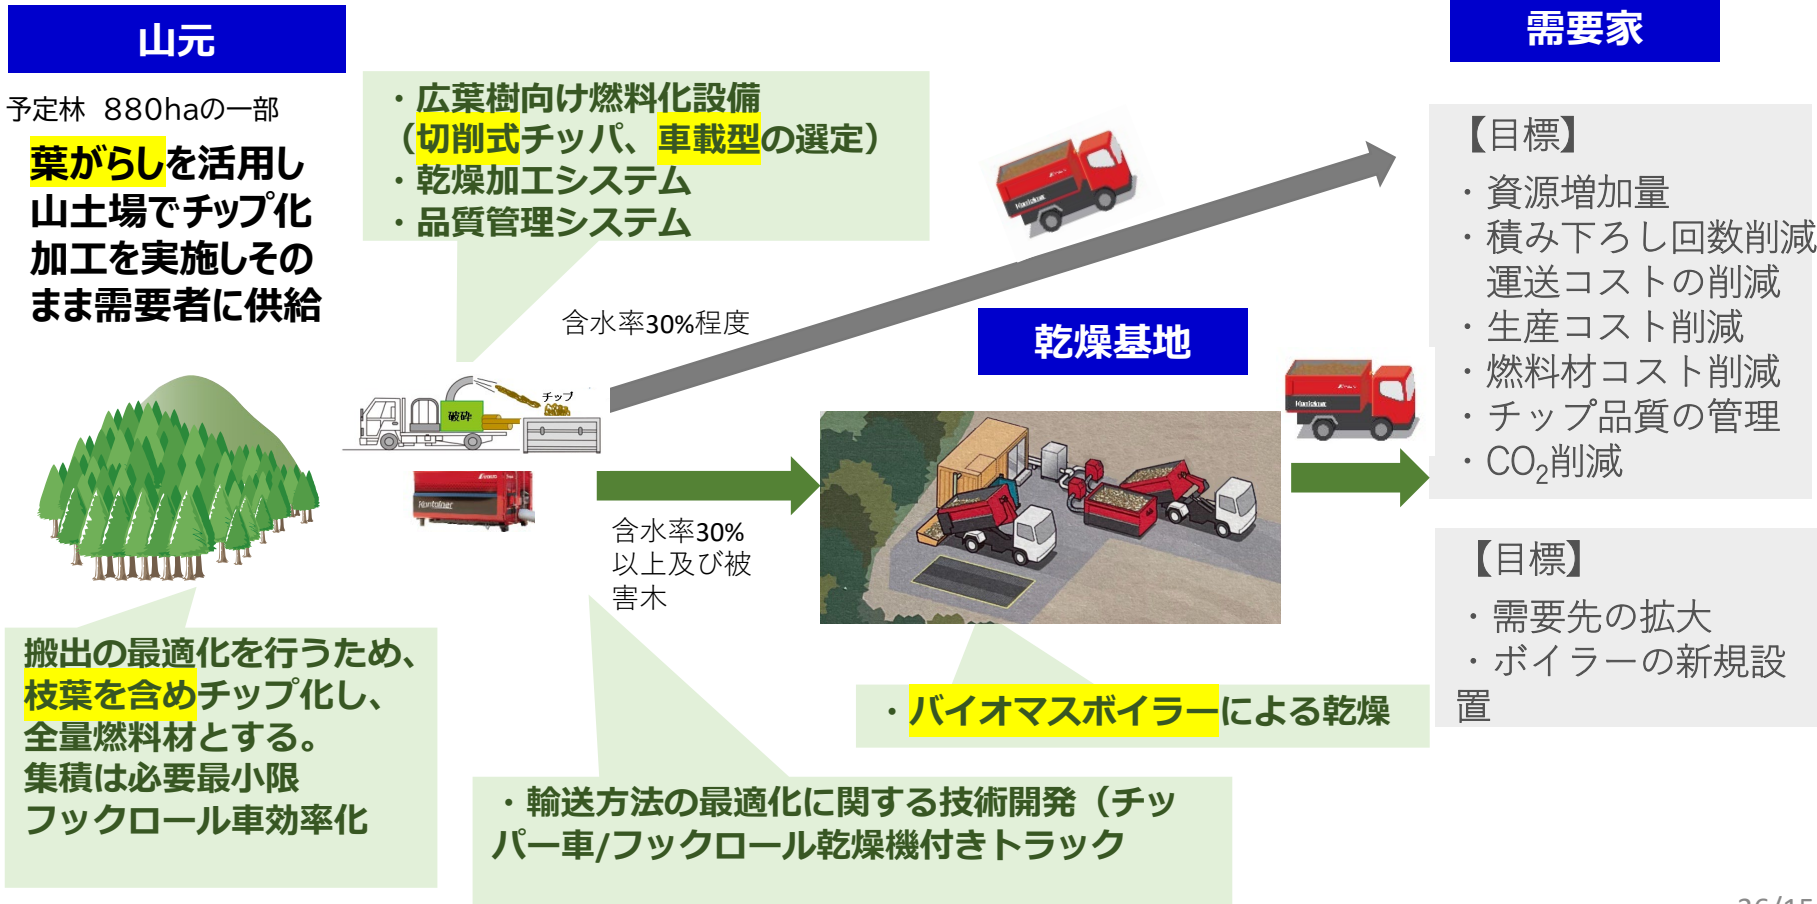 山元
需要家
予定林 880haの一部
葉がらしを活用し
山土場でチップ化
加工を実施しその
まま需要者に供給
・広葉樹向け燃料化設備
（切削式チッパ、車載型の選定）
・乾燥加工システム
・品質管理システム
含水率30%程度
乾燥基地
チップ
破砕
Kontainer
含水率30%
以上及び被
害木
【目標】
・資源増加量
・積み下ろし回数削減
運送コストの削減
・生産コスト削減
・燃料材コスト削減
・チップ品質の管理
・CO2削減
【目標】
・需要先の拡大
・ボイラーの新規設
置
搬出の最適化を行うため、
枝葉を含めチップ化し、
全量燃料材とする。
集積は必要最小限
フックロール車効率化
・バイオマスボイラーによる乾燥
・輸送方法の最適化に関する技術開発（チッ
パー車/フックロール乾燥機付きトラック